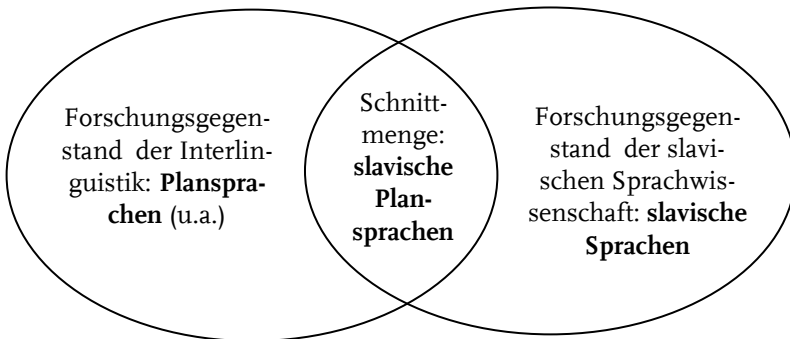 Forschungsgegen-
stand der Interlin-
guistik: Planspra-
chen (u.a.)
Schnitt-
menge:
slavische
Plan-
sprachen
Forschungsgegen-
stand der slavi-
schen Sprachwis-
senschaft: slavische
Sprachen